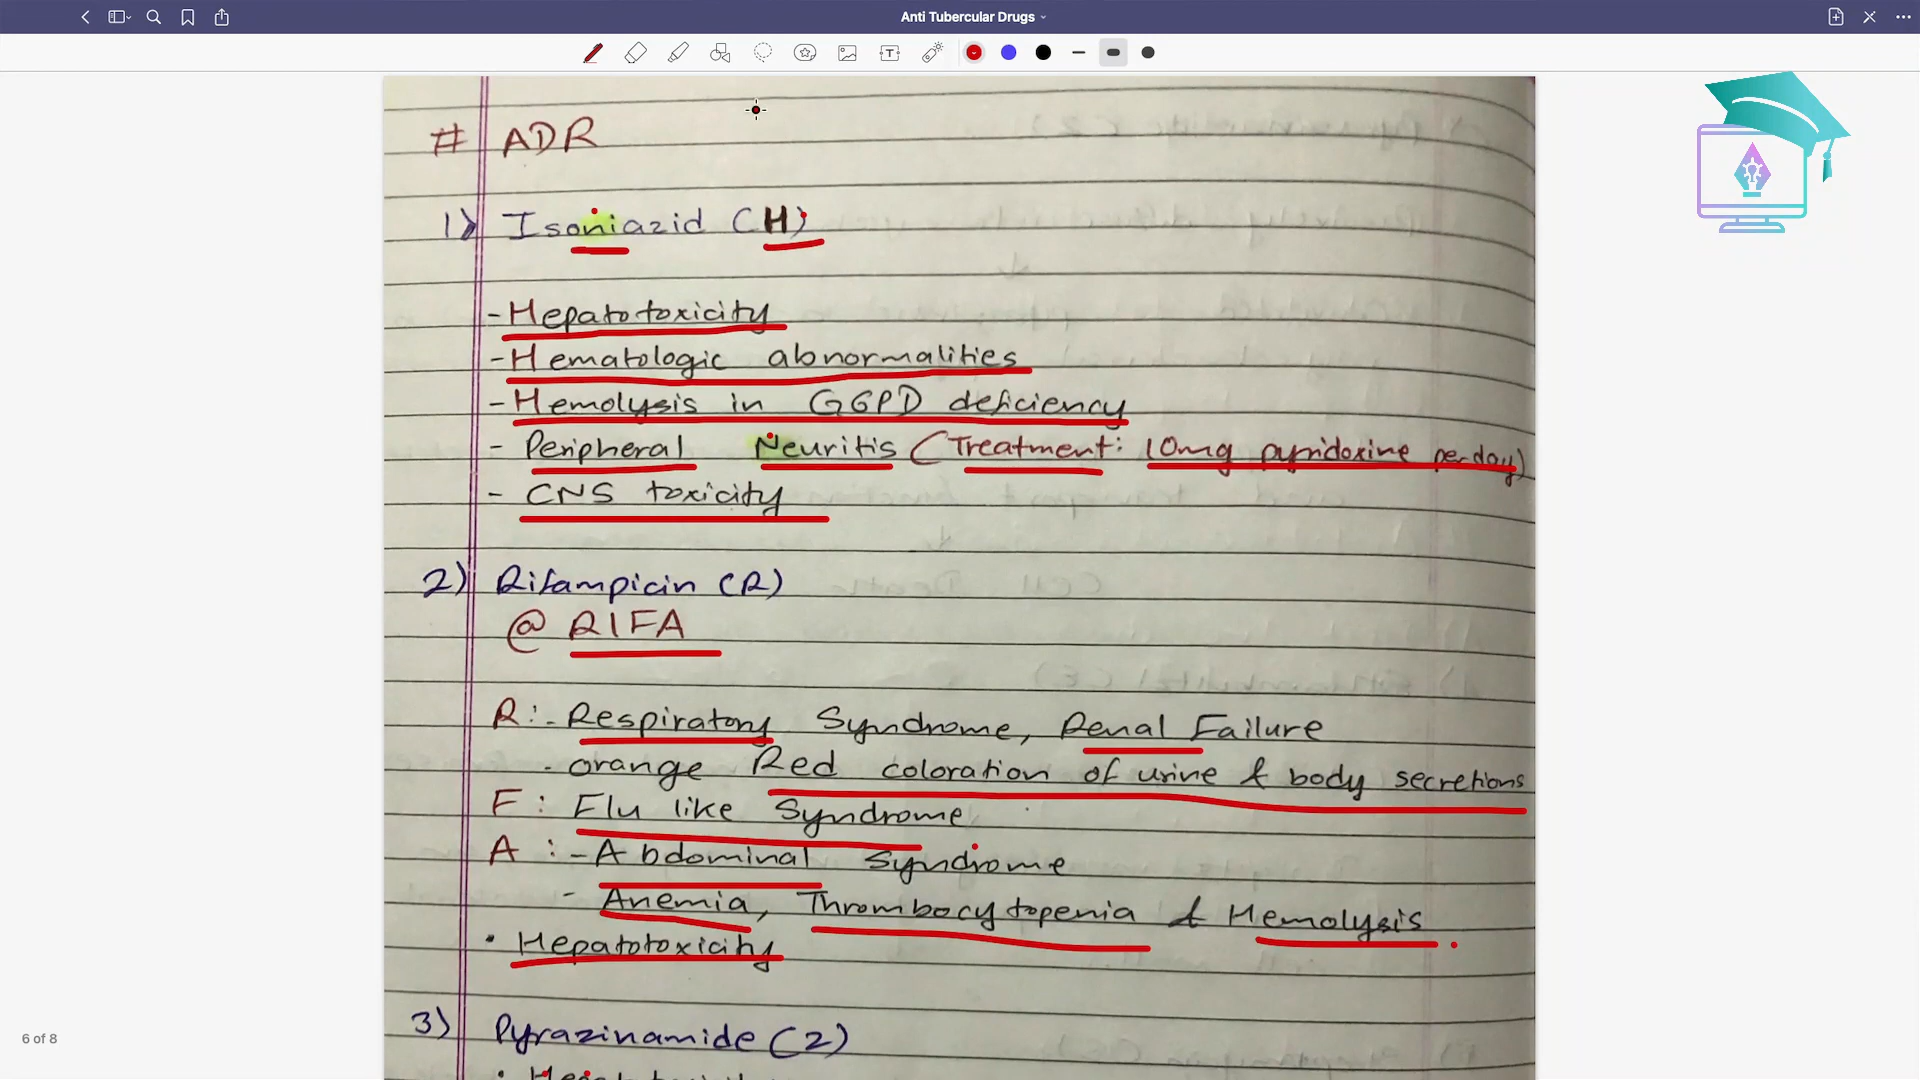 Anti Tubercular Drugs
# ADR
1) Isoniazid (H)
- Hepatotoxicity
- Hematologic abnormalities
- Hemolysis in G6PD deficiency
- Peripheral Neuritis (Treatment: 10mg pyridoxine per day)
- CNS toxicity
2) Rifampicin (R)
@ RIFA
R: - Respiratory Syndrome, Renal Failure
- orange Red coloration of urine & body secretions
F: Flu like Syndrome
A: - Abdominal Syndrome
- Anemia, Thrombocytopenia & Hemolysis
• Hepatotoxicity
3) Pyrazinamide (Z)
6 of 8